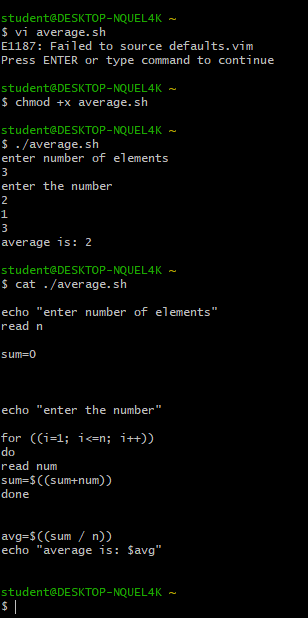 student@DESKTOP-NQUEL4K ~
$ vi average.sh
E1187: Failed to source defaults.vim
Press ENTER or type command to continue
student@DESKTOP-NQUEL4K ~
$ chmod +x average.sh
student@DESKTOP-NQUEL4K ~
$ ./average.sh
enter number of elements
3
enter the number
2
1
3
average is: 2
student@DESKTOP-NQUEL4K ~
$ cat ./average.sh
echo "enter number of elements"
read n
sum=0
echo "enter the number"
for ((i=1; i<=n; i++))
do
read num
sum=$((sum+num))
done
avg=$((sum / n))
echo "average is: $avg"
student@DESKTOP-NQUEL4K ~
$